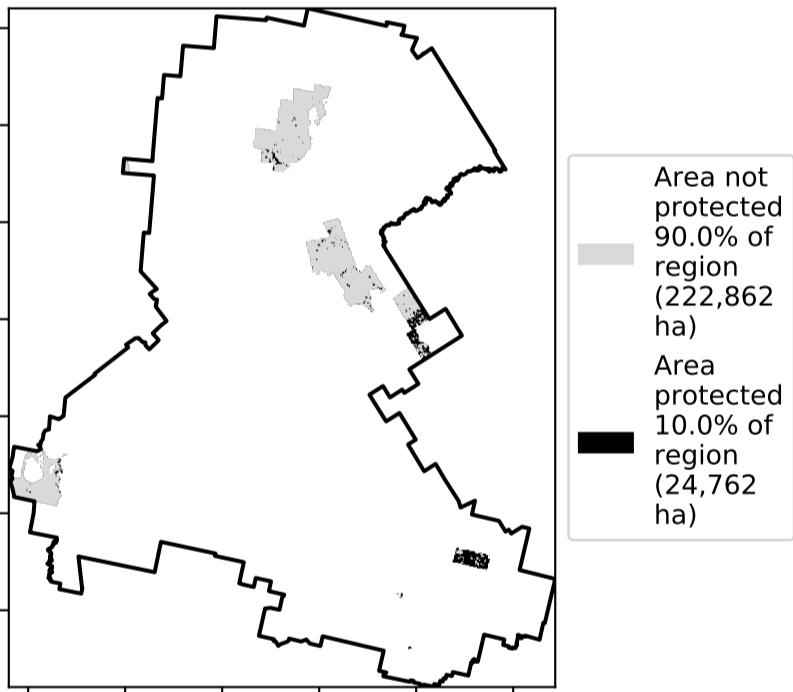 Area not
protected
90.0% of
region
(222,862
ha)
Area
protected
10.0% of
region
(24,762
ha)